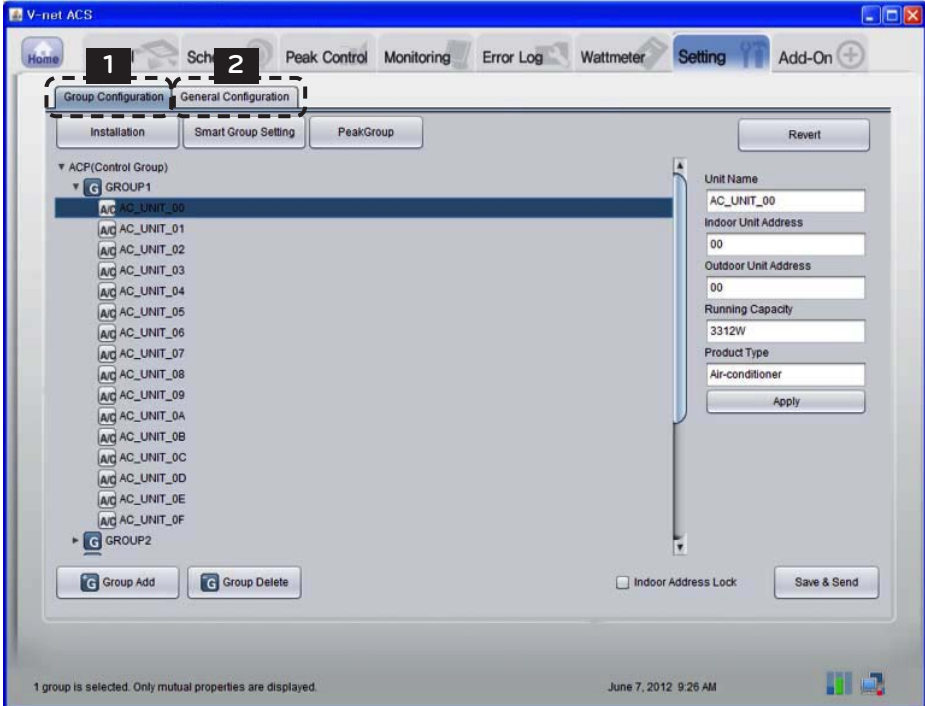 V-net ACS
Home
1
Sch
2
Peak Control
Monitoring
Error Log
Wattmeter
Setting
Add-On
Group Configuration
General Configuration
Installation
Smart Group Setting
PeakGroup
Revert
ACP(Control Group)
G GROUP1
A/C AC_UNIT_00
A/C AC_UNIT_01
A/C AC_UNIT_02
A/C AC_UNIT_03
A/C AC_UNIT_04
A/C AC_UNIT_05
A/C AC_UNIT_06
A/C AC_UNIT_07
A/C AC_UNIT_08
A/C AC_UNIT_09
A/C AC_UNIT_0A
A/C AC_UNIT_0B
A/C AC_UNIT_0C
A/C AC_UNIT_0D
A/C AC_UNIT_0E
A/C AC_UNIT_0F
G GROUP2
Unit Name
AC_UNIT_00
Indoor Unit Address
00
Outdoor Unit Address
00
Running Capacity
3312W
Product Type
Air-conditioner
Apply
G Group Add
G Group Delete
Indoor Address Lock
Save & Send
1 group is selected. Only mutual properties are displayed.
June 7, 2012 9:26 AM